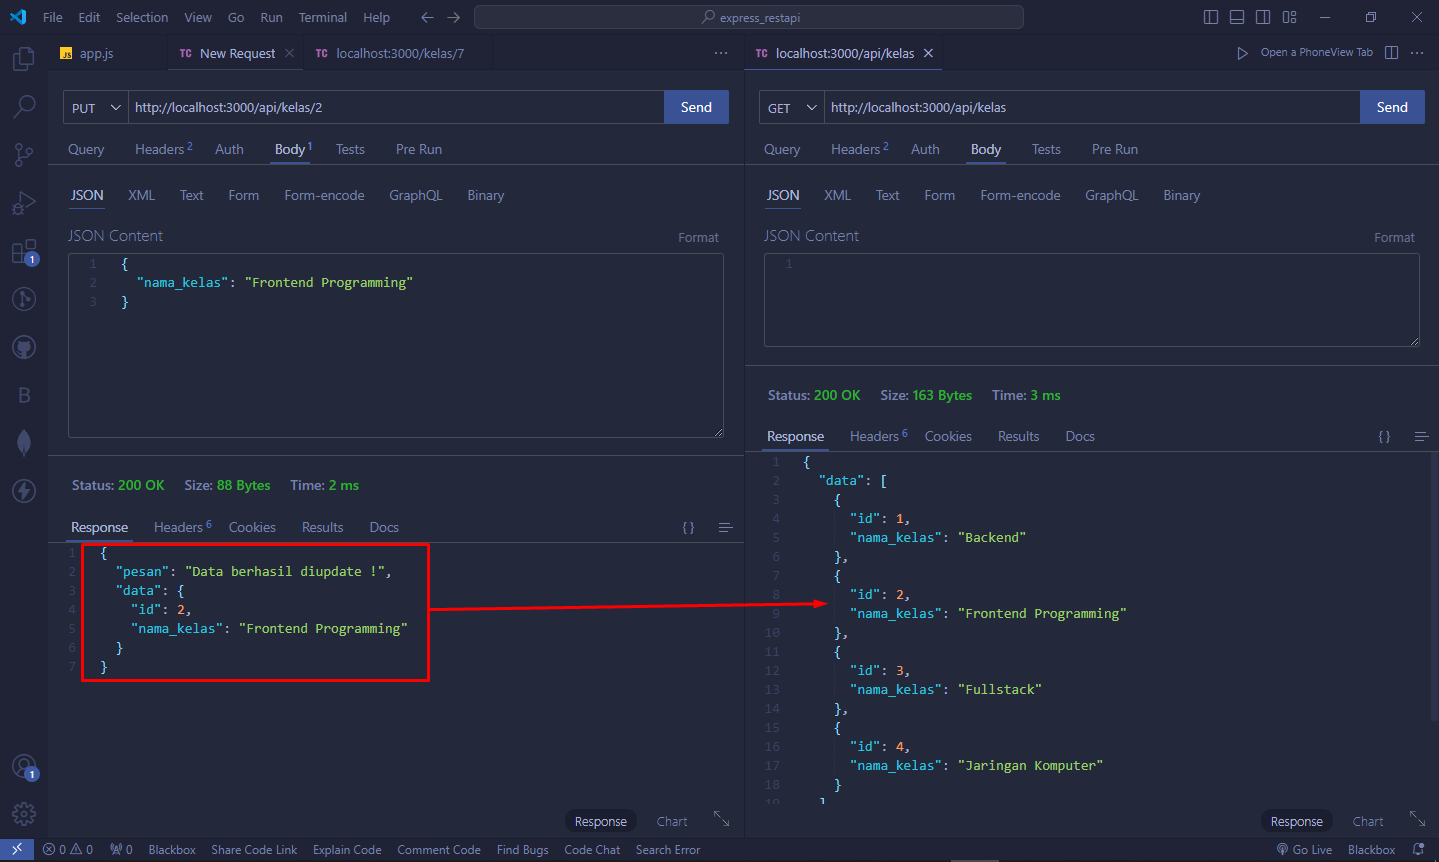 File Edit Selection View Go Run Terminal Help express_restapi
JS app.js
TC New Request
TC localhost:3000/kelas/7
TC localhost:3000/api/kelas
Open a PhoneView Tab
PUT http://localhost:3000/api/kelas/2 Send
Query Headers 2 Auth Body 1 Tests Pre Run
JSON XML Text Form Form-encode GraphQL Binary
JSON Content Format
1 {
2 "nama_kelas": "Frontend Programming"
3 }
Status: 200 OK Size: 88 Bytes Time: 2 ms
Response Headers 6 Cookies Results Docs { }
1 {
2 "pesan": "Data berhasil diupdate !",
3 "data": {
4 "id": 2,
5 "nama_kelas": "Frontend Programming"
6 }
7 }
Response Chart
GET http://localhost:3000/api/kelas Send
Query Headers 2 Auth Body Tests Pre Run
JSON XML Text Form Form-encode GraphQL Binary
JSON Content Format
1
Status: 200 OK Size: 163 Bytes Time: 3 ms
Response Headers 6 Cookies Results Docs { }
1 {
2 "data": [
3 {
4 "id": 1,
5 "nama_kelas": "Backend"
6 },
7 {
8 "id": 2,
9 "nama_kelas": "Frontend Programming"
10 },
11 {
12 "id": 3,
13 "nama_kelas": "Fullstack"
14 },
15 {
16 "id": 4,
17 "nama_kelas": "Jaringan Komputer"
18 }
19 ]
Response Chart
1
B
1
0 0 0 Blackbox Share Code Link Explain Code Comment Code Find Bugs Code Chat Search Error Go Live Blackbox